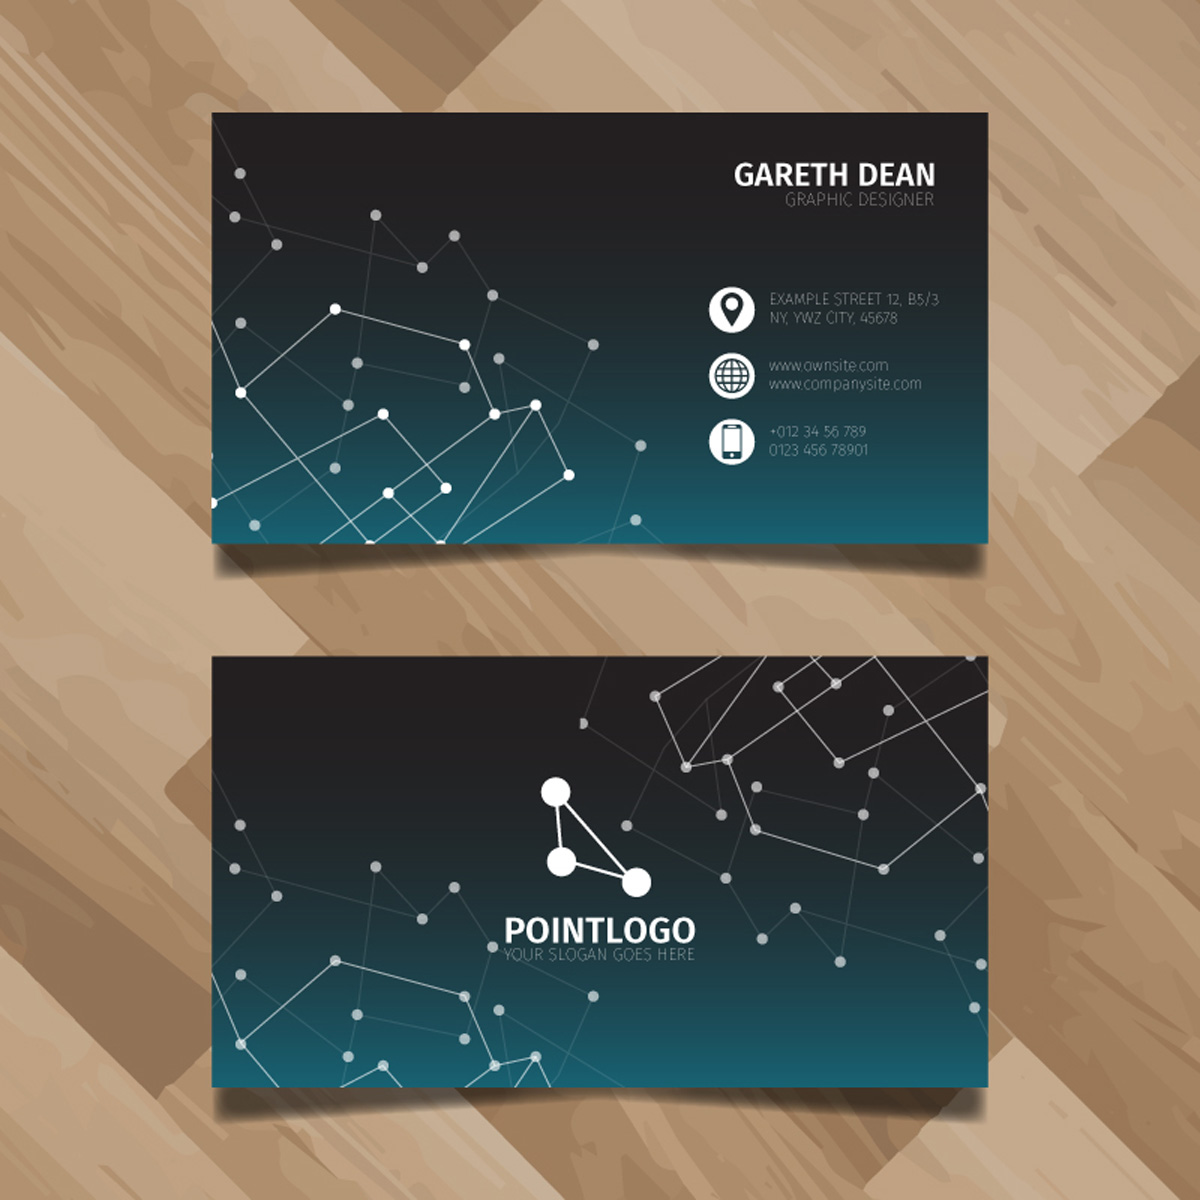 GARETH DEAN
GRAPHIC DESIGNER
EXAMPLE STREET 12, B5/3
NY, YWZ CITY, 45678
www.ownsite.com
www.companysite.com
+012 34 56 789
0123 456 78901
POINTLOGO
YOUR SLOGAN GOES HERE